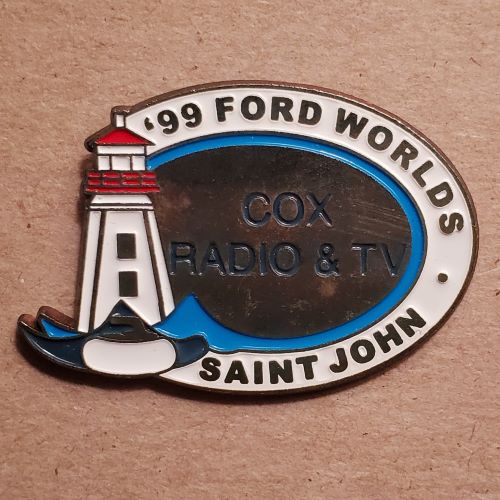 '99 FORD WORLDS
COX
RADIO & TV
SAINT JOHN